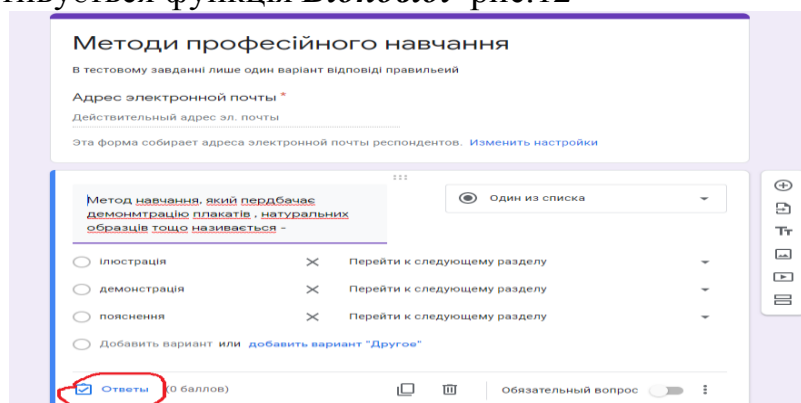 функція
рис.12
Методи професійного навчання
В тестовому завданні лише один варіант відповіді правильеий
Адрес электронной почты *
Действительный адрес эл. почты
Эта форма собирает адреса электронной почты респондентов. Изменить настройки
Метод навчання, який пердбачає
демонмтрацію плакатів , натуральних
образців тощо називається -
Один из списка
ілюстрація Перейти к следующему разделу
демонстрація Перейти к следующему разделу
пояснення Перейти к следующему разделу
Добавить вариант или добавить вариант "Другое"
Ответы (0 баллов) Обязательный вопрос